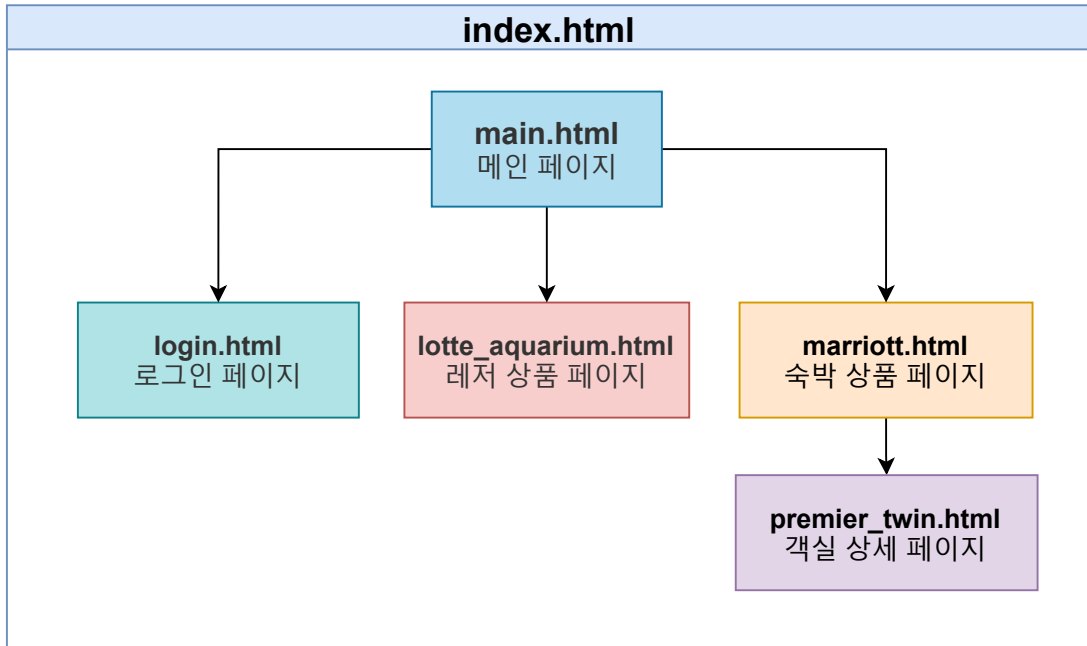 index.html
main.html
메인 페이지
login.html
로그인 페이지
lotte_aquarium.html
레저 상품 페이지
marriott.html
숙박 상품 페이지
premier_twin.html
객실 상세 페이지